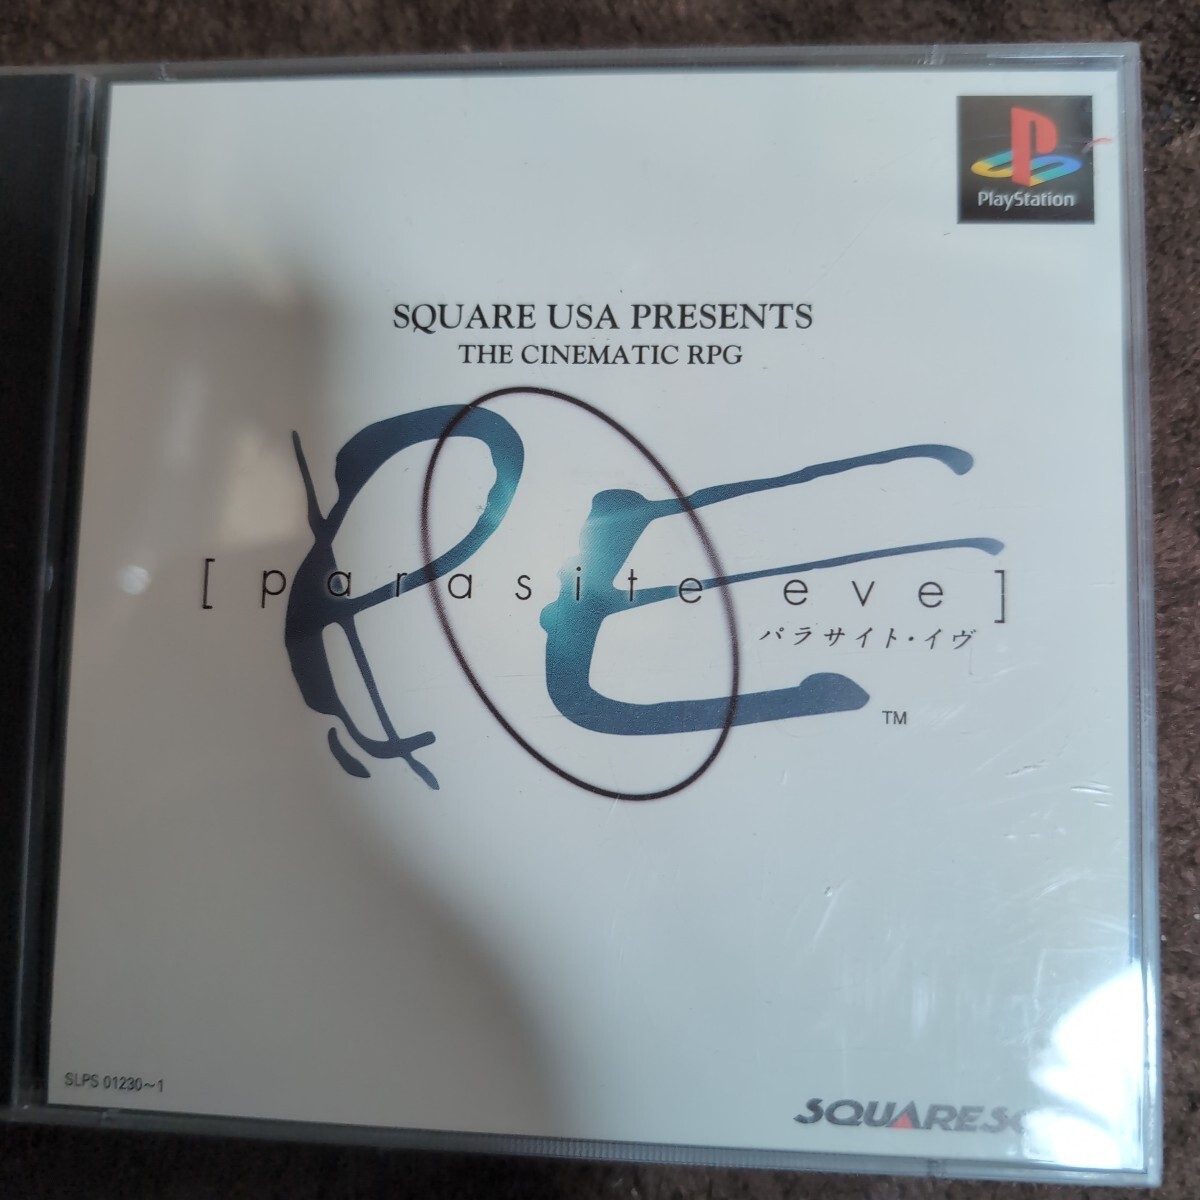 PlayStation
SQUARE USA PRESENTS
THE CINEMATIC RPG
PE
[ parasite eve ]
パラサイト・イヴ
TM
SLPS 01230~1